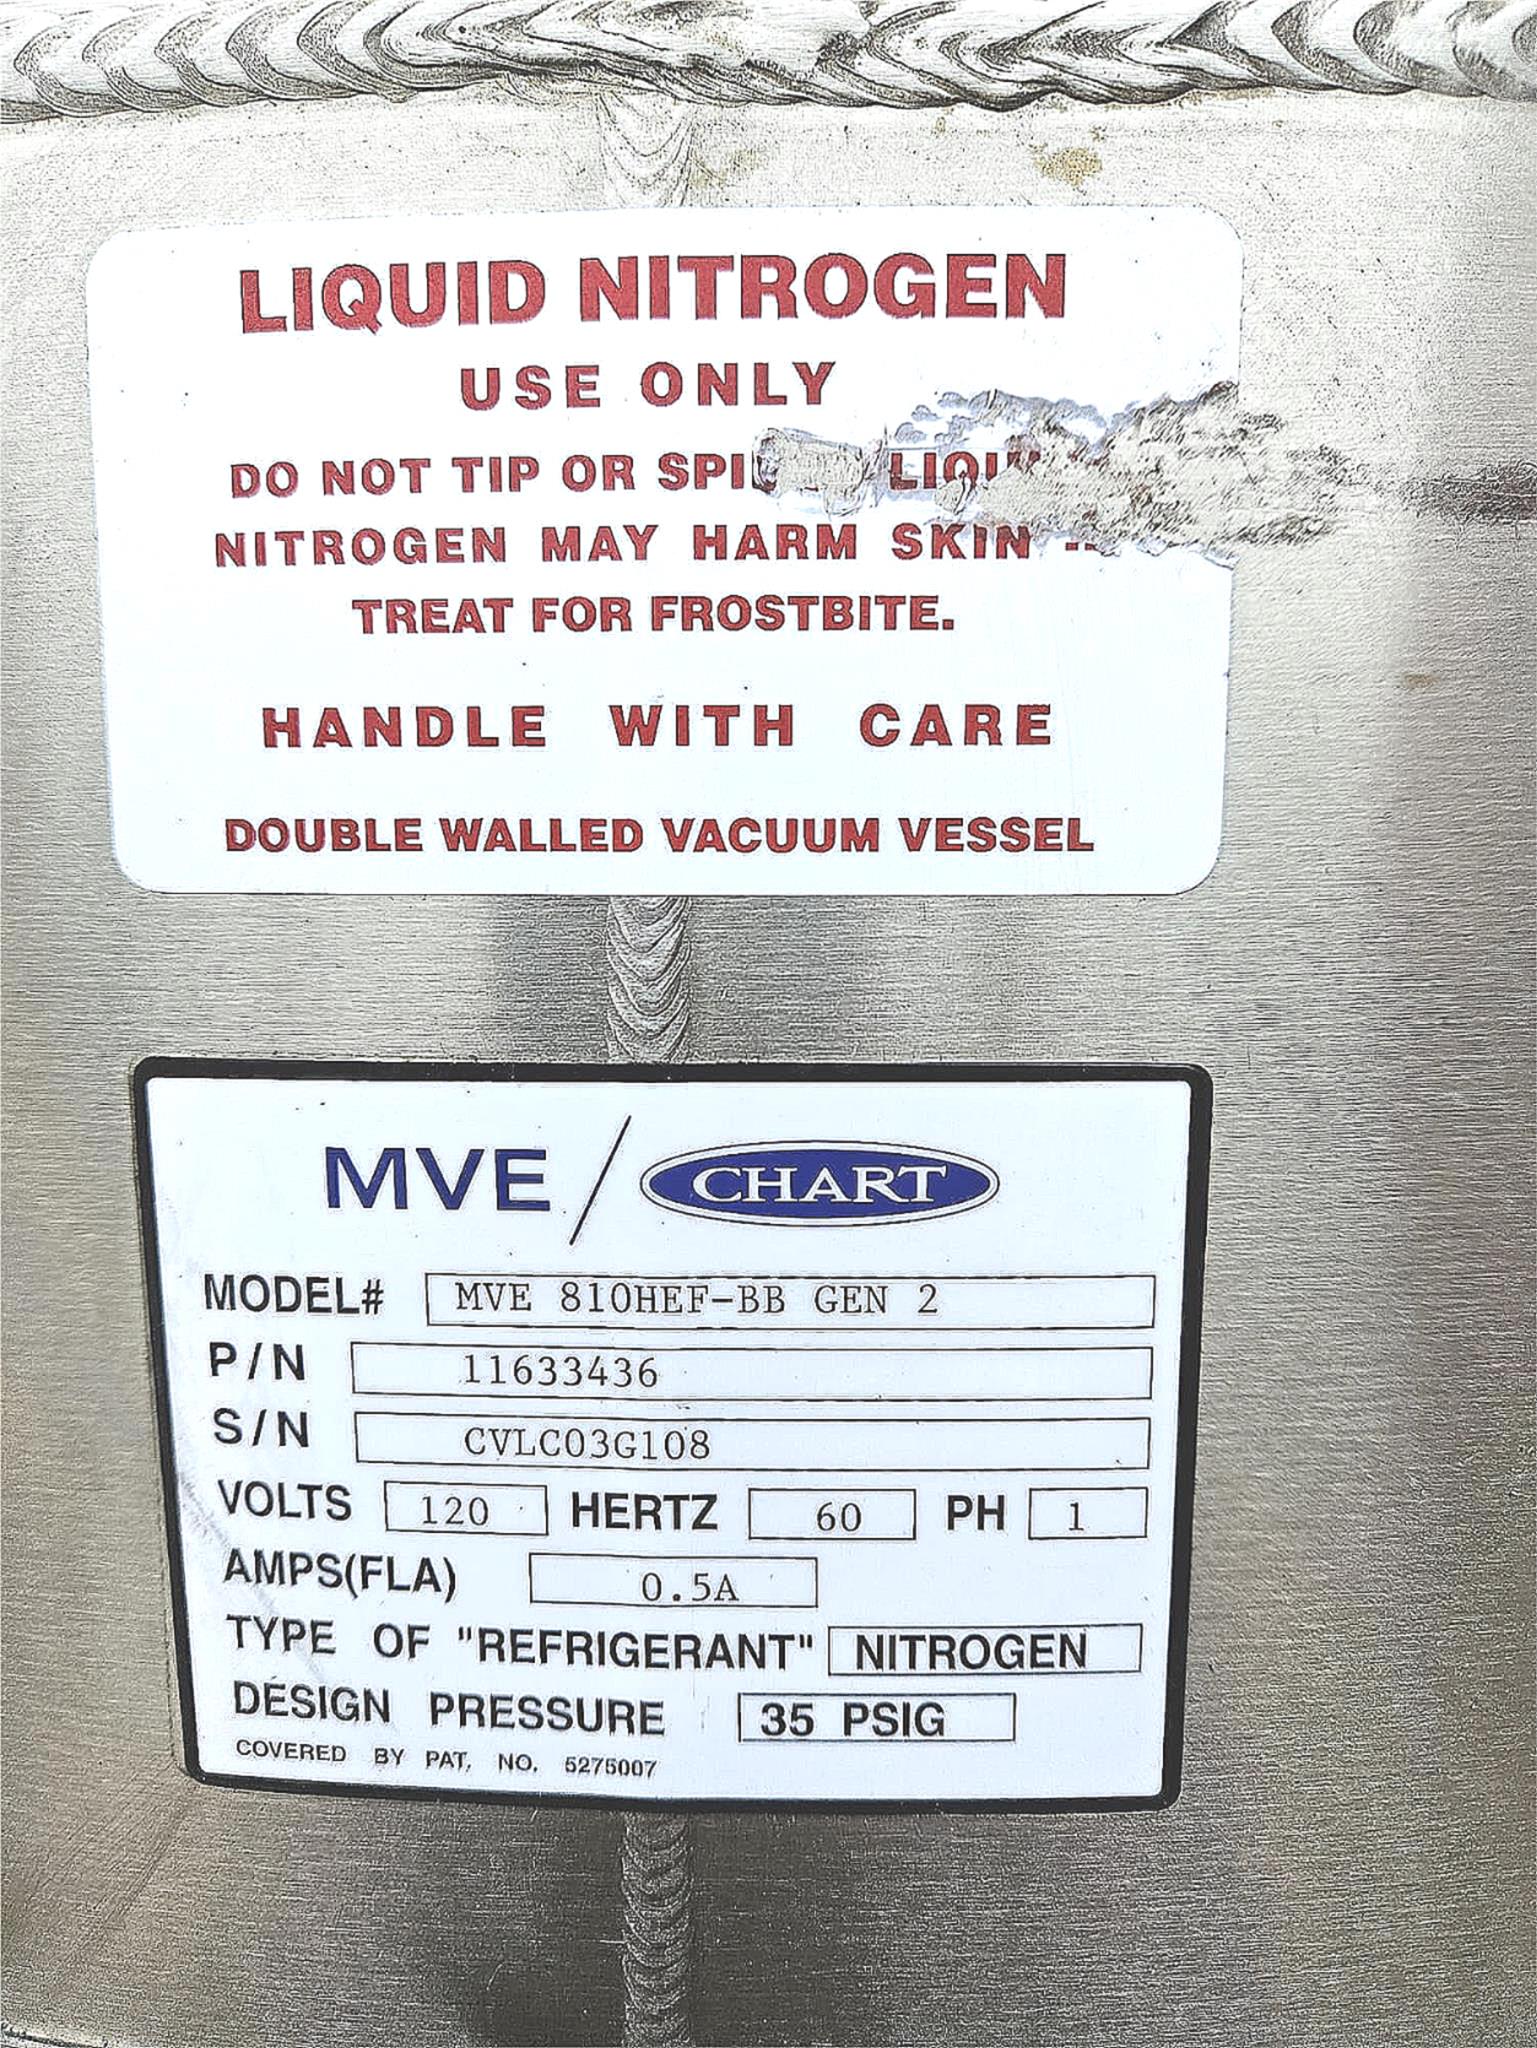 LIQUID NITROGEN
USE ONLY
DO NOT TIP OR
NITROGEN MAY HARM SKIN
TREAT FOR FROSTBITE.
HANDLE WITH CARE
DOUBLE WALLED VACUUM VESSEL
MVE / CHART
MODEL# MVE 810HEF-BB GEN 2
P/N 11633436
S/N CVLC03G108
VOLTS 120 HERTZ 60 PH 1
AMPS(FLA) 0.5A
TYPE OF "REFRIGERANT" NITROGEN
DESIGN PRESSURE 35 PSIG
COVERED BY PAT. NO. 5275007